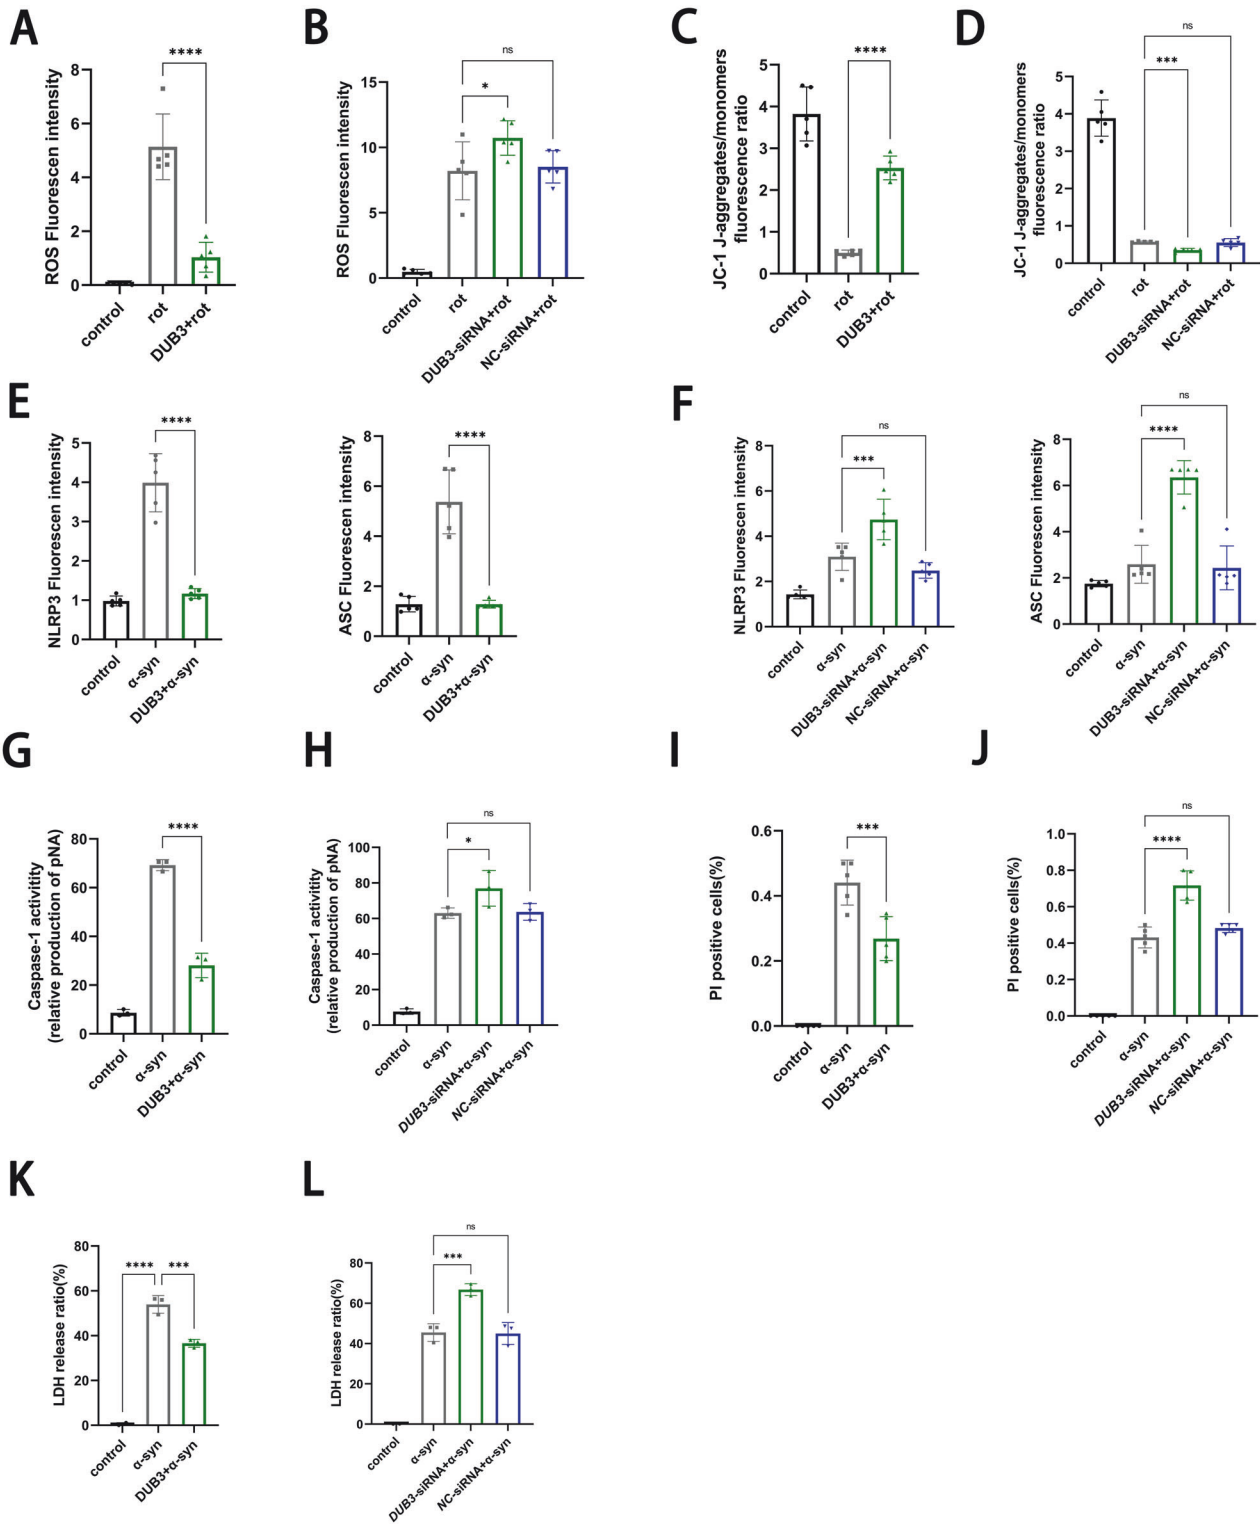 A
ROS Fluorescen intensity
8
6
4
2
0
****
control
rot
DUB3+rot
B
ROS Fluorescen intensity
15
10
5
0
ns
*
control
rot
DUB3-siRNA+rot
NC-siRNA+rot
C
JC-1 J-aggregates/monomers
fluorescence ratio
5
4
3
2
1
0
****
control
rot
DUB3+rot
D
JC-1 J-aggregates/monomers
fluorescence ratio
5
4
3
2
1
0
ns
***
control
rot
DUB3-siRNA+rot
NC-siRNA+rot
E
NLRP3 Fluorescen intensity
5
4
3
2
1
0
****
control
α-syn
DUB3+α-syn
ASC Fluorescen intensity
8
6
4
2
0
****
control
α-syn
DUB3+α-syn
F
NLRP3 Fluorescen intensity
8
6
4
2
0
ns
***
control
α-syn
DUB3-siRNA+α-syn
NC-siRNA+α-syn
ASC Fluorescen intensity
8
6
4
2
0
ns
****
control
α-syn
DUB3-siRNA+α-syn
NC-siRNA+α-syn
G
Caspase-1 activitity
(relative production of pNA)
80
60
40
20
0
****
control
α-syn
DUB3+α-syn
H
Caspase-1 activitity
(relative production of pNA)
100
80
60
40
20
0
ns
*
control
α-syn
DUB3-siRNA+α-syn
NC-siRNA+α-syn
I
PI positive cells(%)
0.6
0.4
0.2
0.0
***
control
α-syn
DUB3+α-syn
J
PI positive cells(%)
1.0
0.8
0.6
0.4
0.2
0.0
ns
****
control
α-syn
DUB3-siRNA+α-syn
NC-siRNA+α-syn
K
LDH release ratio(%)
80
60
40
20
0
****
***
control
α-syn
DUB3+α-syn
L
LDH release ratio(%)
80
60
40
20
0
ns
***
control
α-syn
DUB3-siRNA+α-syn
NC-siRNA+α-syn